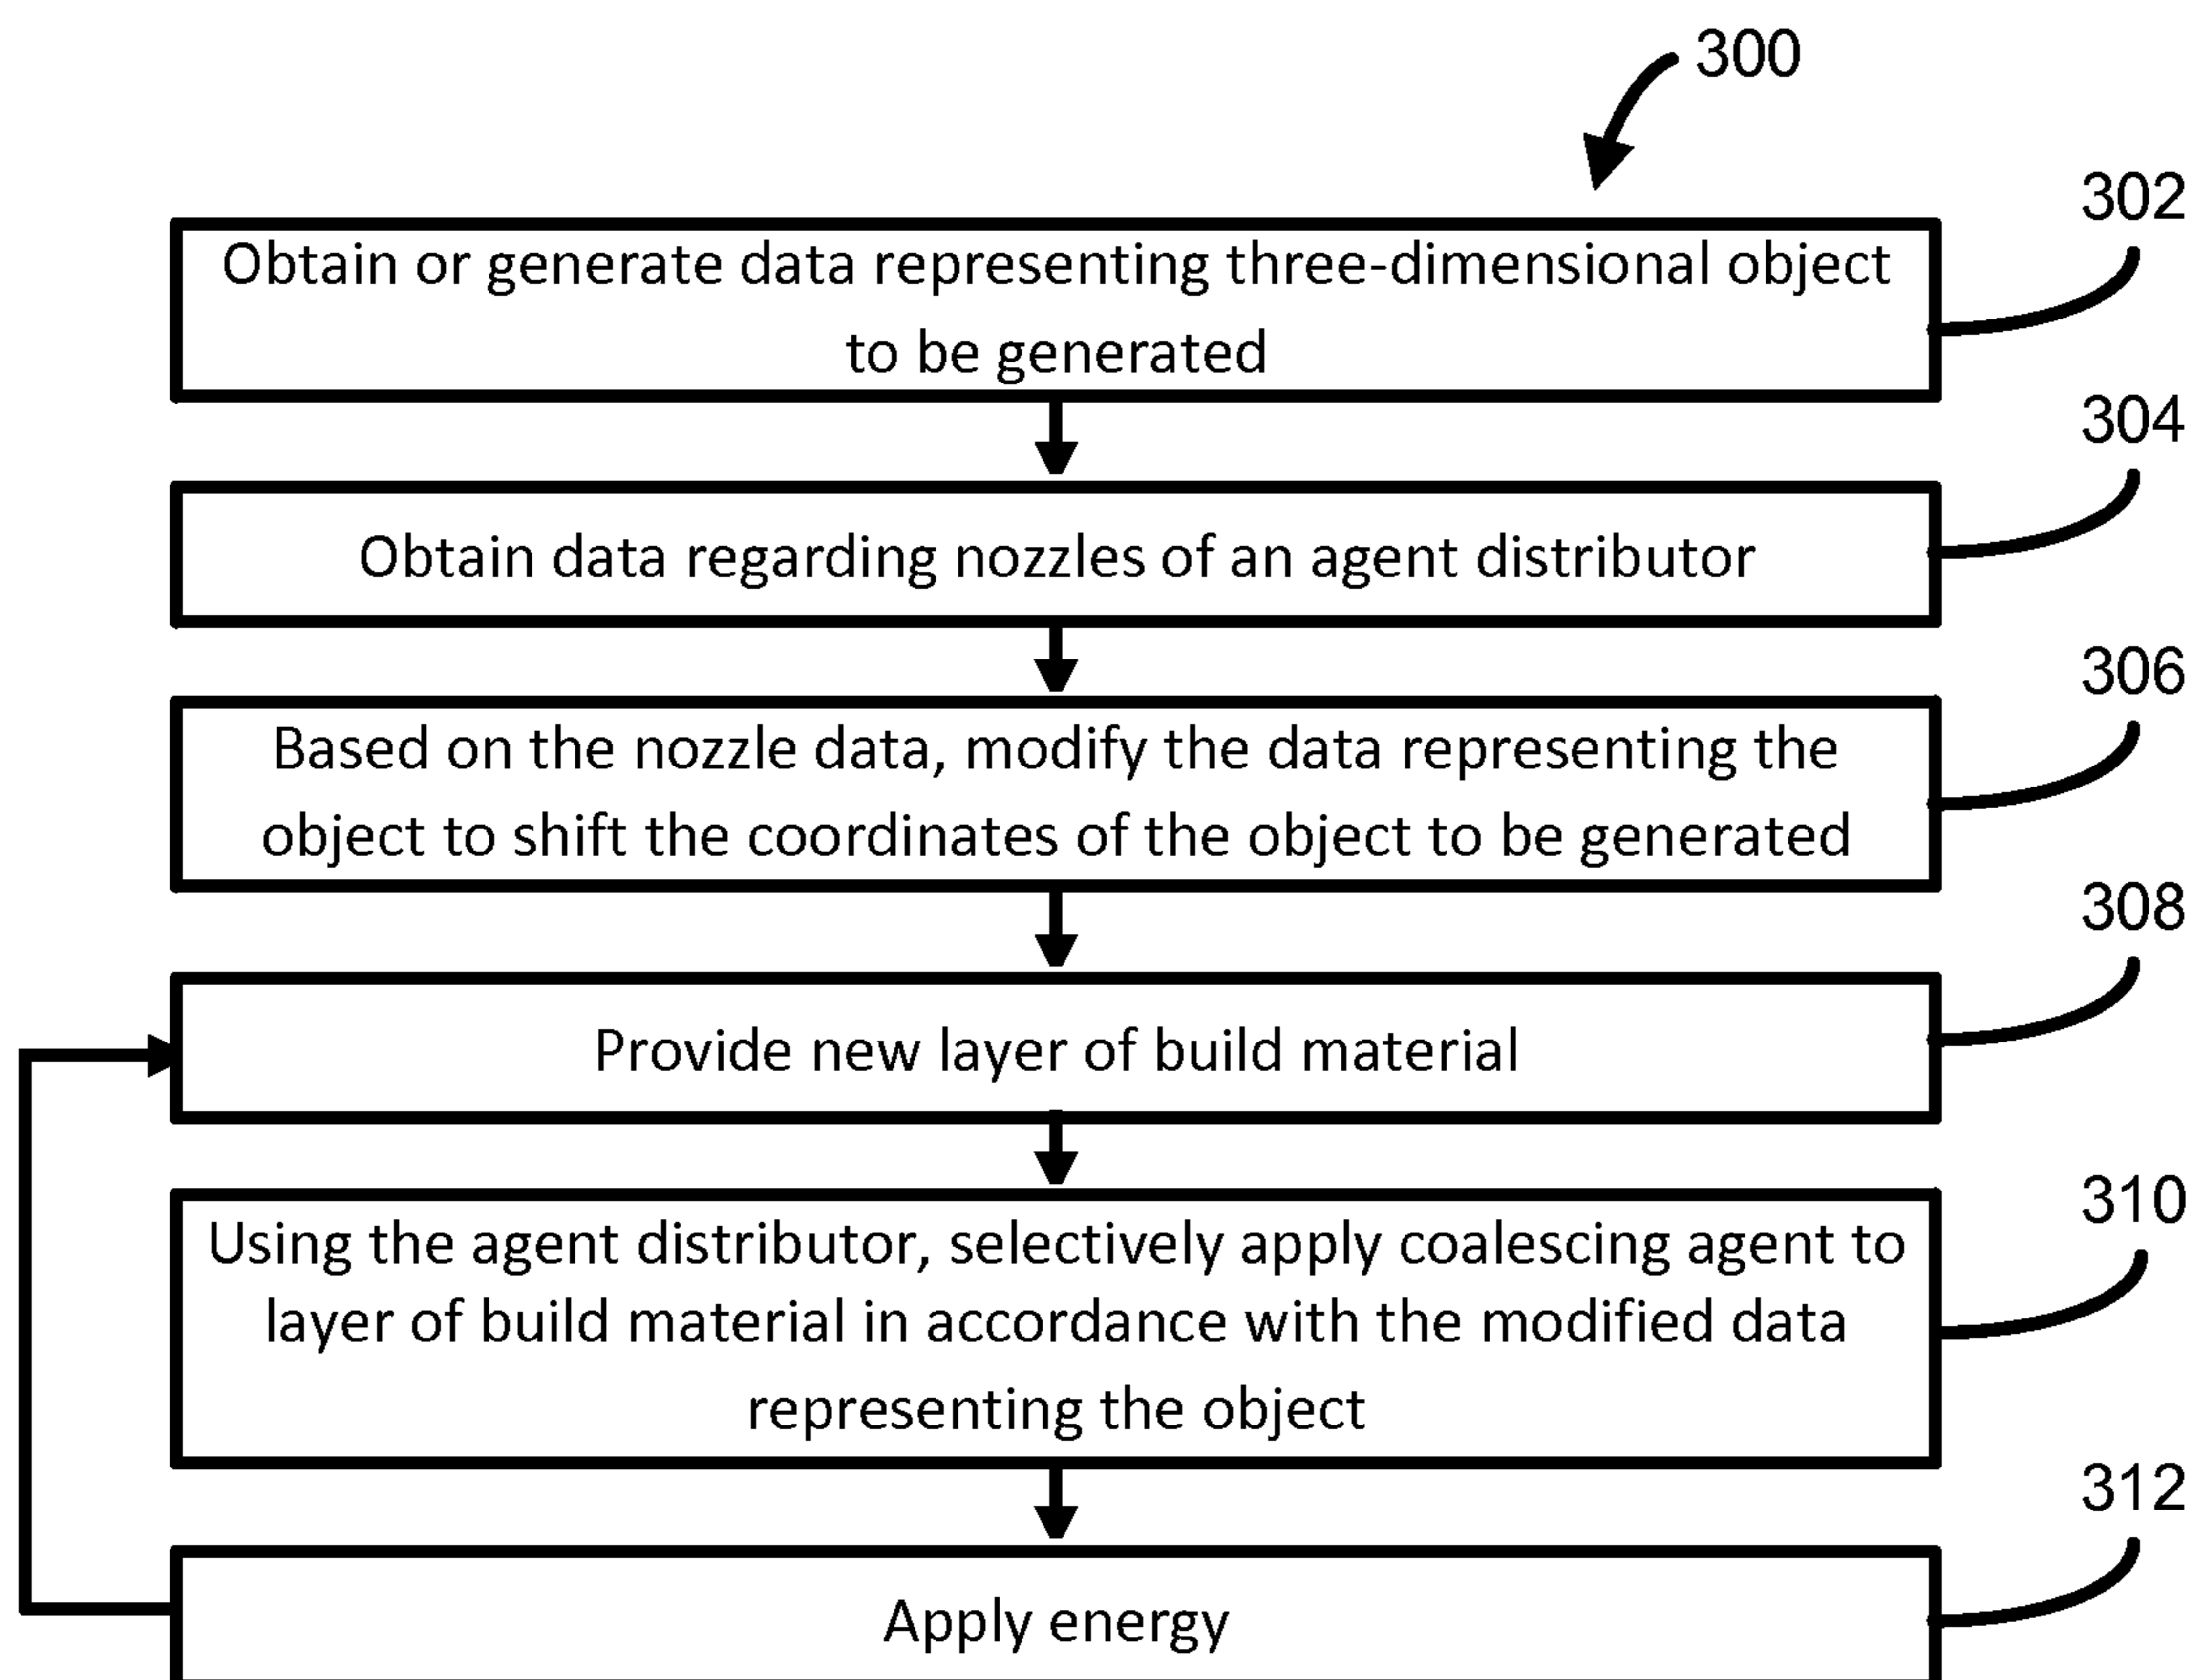 300
302
Obtain or generate data representing three-dimensional object
to be generated
304
Obtain data regarding nozzles of an agent distributor
306
Based on the nozzle data, modify the data representing the
object to shift the coordinates of the object to be generated
308
Provide new layer of build material
310
Using the agent distributor, selectively apply coalescing agent to
layer of build material in accordance with the modified data
representing the object
312
Apply energy